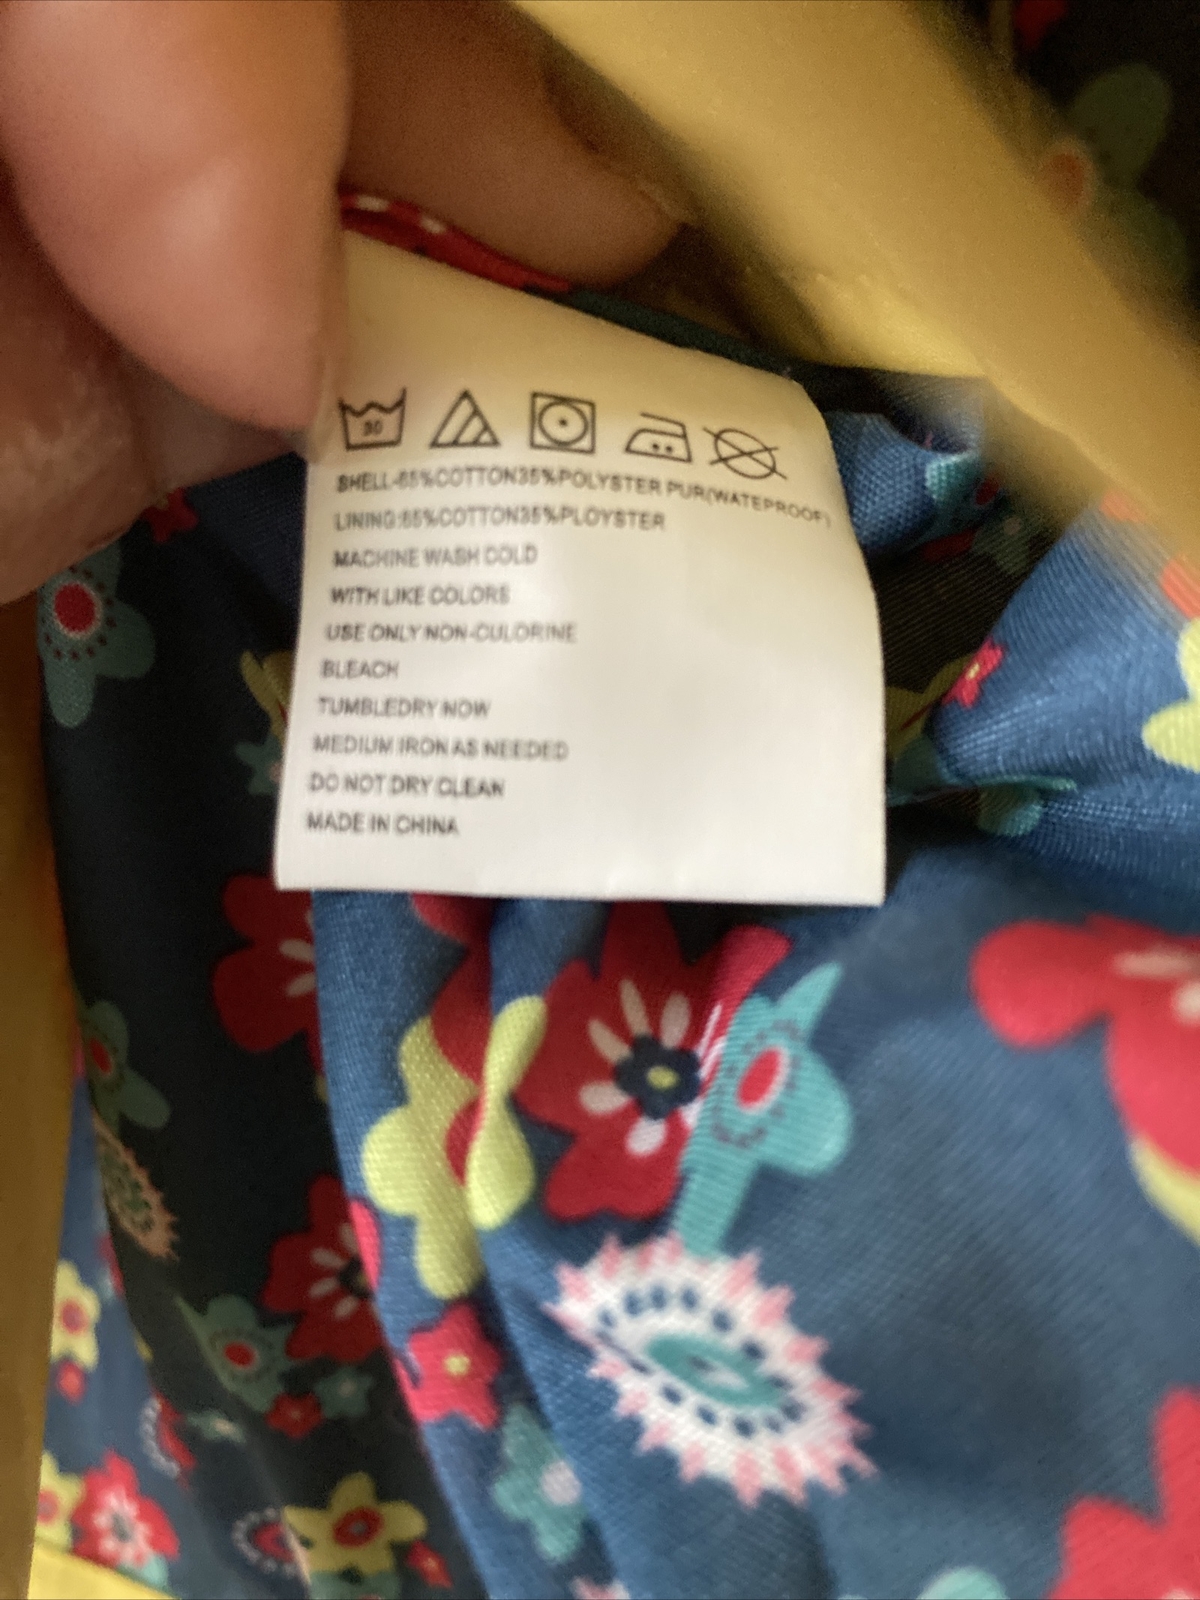 30
SHELL-65%COTTON35%POLYSTER PUR(WATEPROOF)
LINING:65%COTTON35%PLOYSTER
MACHINE WASH COLD
WITH LIKE COLORS
USE ONLY NON-CULORINE
BLEACH
TUMBLEDRY NOW
MEDIUM IRON AS NEEDED
DO NOT DRY CLEAN
MADE IN CHINA